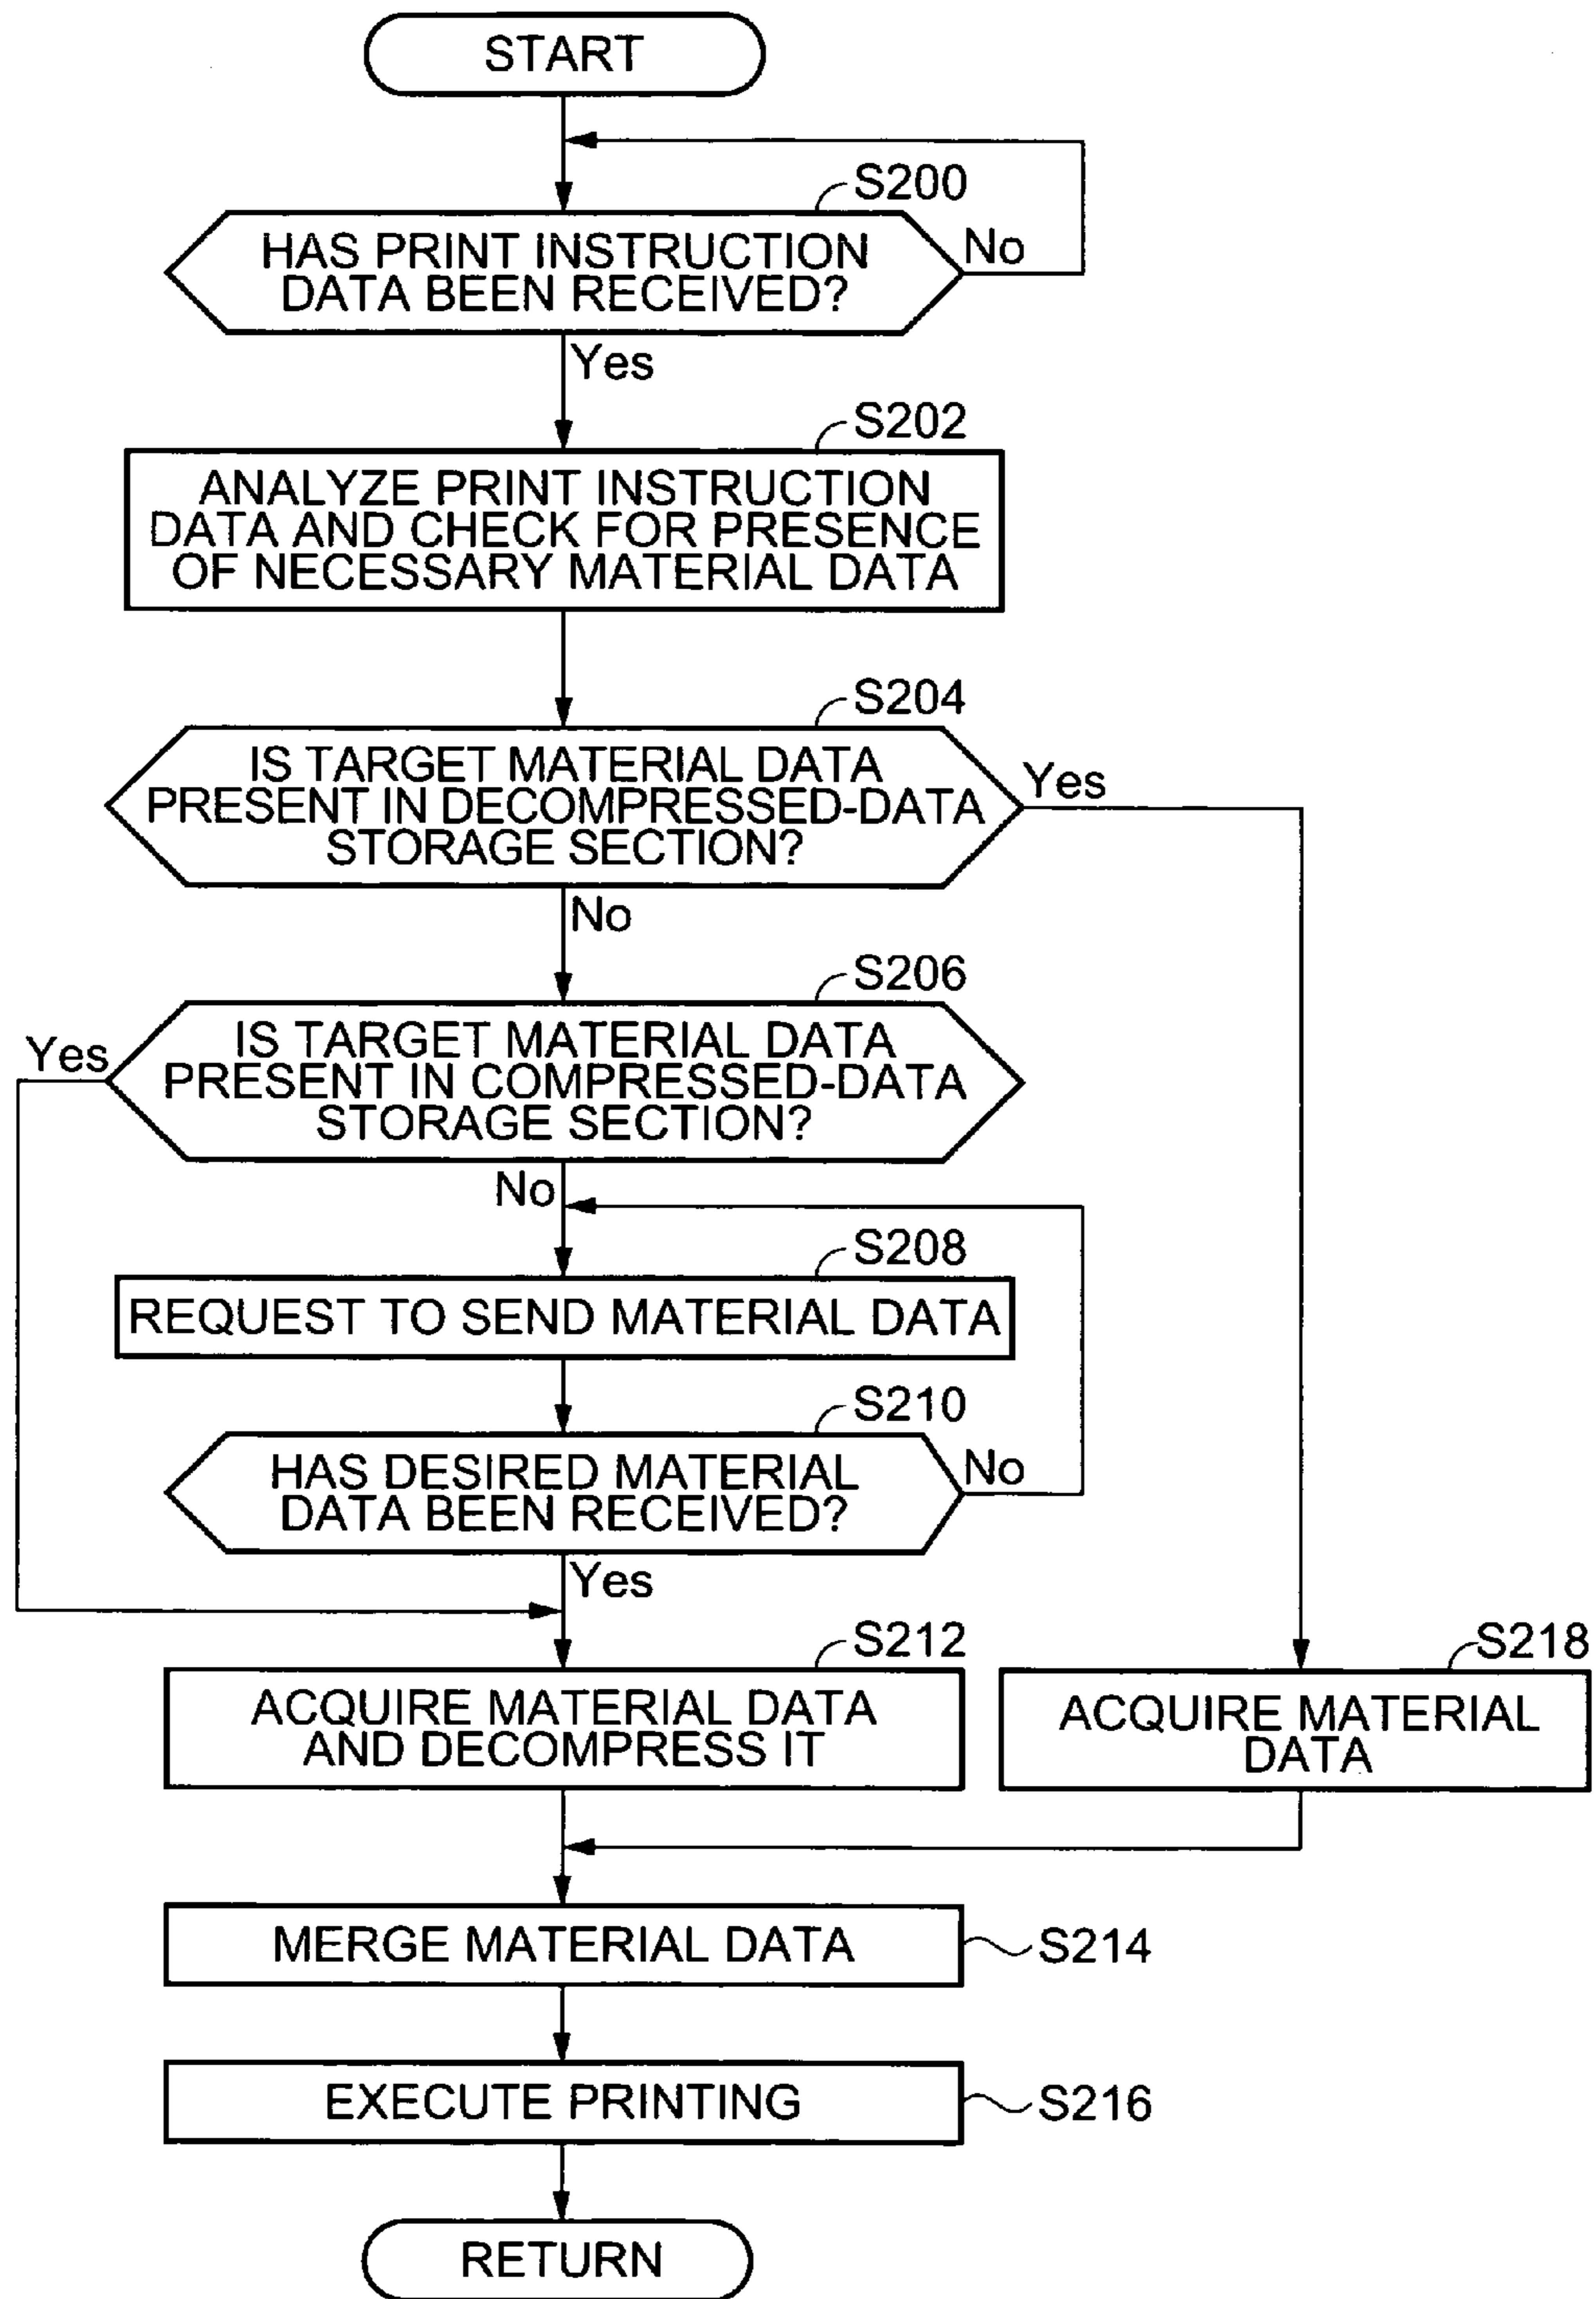 START
S200
HAS PRINT INSTRUCTION
DATA BEEN RECEIVED?
No
Yes
S202
ANALYZE PRINT INSTRUCTION
DATA AND CHECK FOR PRESENCE
OF NECESSARY MATERIAL DATA
S204
IS TARGET MATERIAL DATA
PRESENT IN DECOMPRESSED-DATA
STORAGE SECTION?
Yes
No
S206
IS TARGET MATERIAL DATA
PRESENT IN COMPRESSED-DATA
STORAGE SECTION?
Yes
No
S208
REQUEST TO SEND MATERIAL DATA
S210
HAS DESIRED MATERIAL
DATA BEEN RECEIVED?
No
Yes
S212
ACQUIRE MATERIAL DATA
AND DECOMPRESS IT
S218
ACQUIRE MATERIAL
DATA
MERGE MATERIAL DATA
S214
EXECUTE PRINTING
S216
RETURN